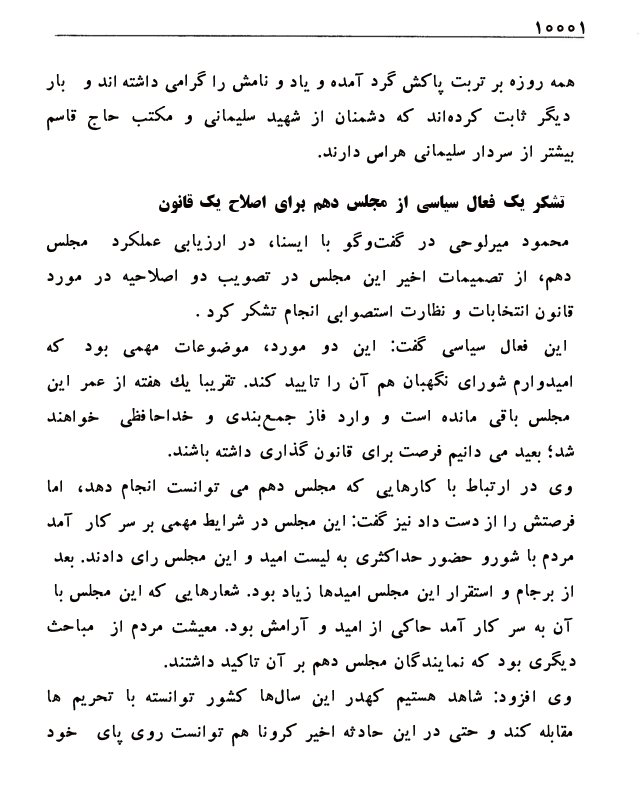 ۱۰۰۰۱
همه روزه بر تربت پاکش گرد آمده و یاد و نامش را گرامی داشته اند و بار
دیگر ثابت کرده‌اند که دشمنان از شهید سلیمانی و مکتب حاج قاسم
بیشتر از سردار سلیمانی هراس دارند.
تشکر یک فعال سیاسی از مجلس دهم برای اصلاح یک قانون
محمود میرلوحی در گفت‌وگو با ایسنا، در ارزیابی عملکرد مجلس
دهم، از تصمیمات اخیر این مجلس در تصویب دو اصلاحیه در مورد
قانون انتخابات و نظارت استصوابی انجام تشکر کرد .
این فعال سیاسی گفت: این دو مورد، موضوعات مهمی بود که
امیدوارم شورای نگهبان هم آن را تایید کند. تقریبا یك هفته از عمر این
مجلس باقی مانده است و وارد فاز جمع‌بندی و خداحافظی خواهند
شد؛ بعید می دانیم فرصت برای قانون گذاری داشته باشند.
وی در ارتباط با کارهایی که مجلس دهم می توانست انجام دهد، اما
فرصتش را از دست داد نیز گفت: این مجلس در شرایط مهمی بر سر کار آمد
مردم با شورو حضور حداکثری به لیست امید و این مجلس رای دادند. بعد
از برجام و استقرار این مجلس امیدها زیاد بود. شعارهایی که این مجلس با
آن به سر کار آمد حاکی از امید و آرامش بود. معیشت مردم از مباحث
دیگری بود که نمایندگان مجلس دهم بر آن تاکید داشتند.
وی افزود: شاهد هستیم کهدر این سال‌ها کشور توانسته با تحریم ها
مقابله کند و حتی در این حادثه اخیر کرونا هم توانست روی پای خود